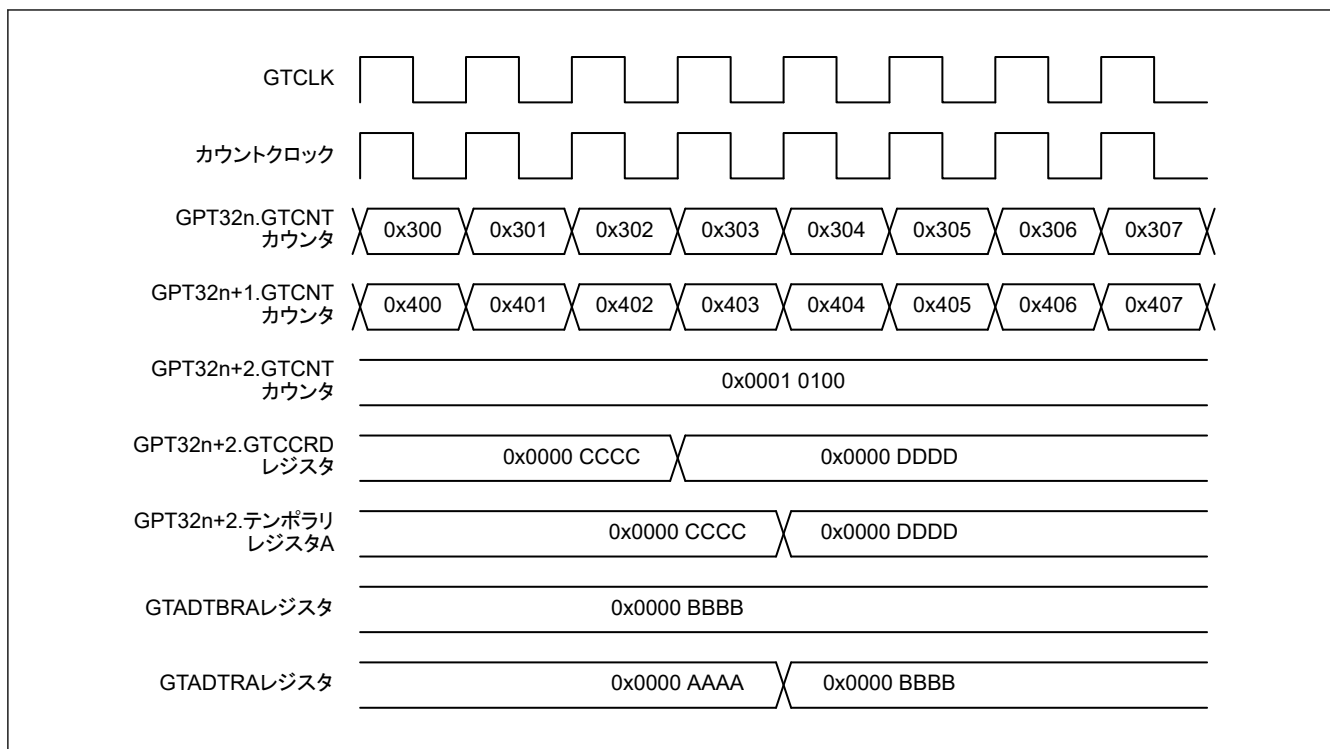 GTCLK
カウントクロック
GPT32n.GTCNT
カウンタ
0x300 0x301 0x302 0x303 0x304 0x305 0x306 0x307
GPT32n+1.GTCNT
カウンタ
0x400 0x401 0x402 0x403 0x404 0x405 0x406 0x407
GPT32n+2.GTCNT
カウンタ
0x0001 0100
GPT32n+2.GTCCRD
レジスタ
0x0000 CCCC 0x0000 DDDD
GPT32n+2.テンポラリ
レジスタA
0x0000 CCCC 0x0000 DDDD
GTADTBRAレジスタ
0x0000 BBBB
GTADTRAレジスタ
0x0000 AAAA 0x0000 BBBB